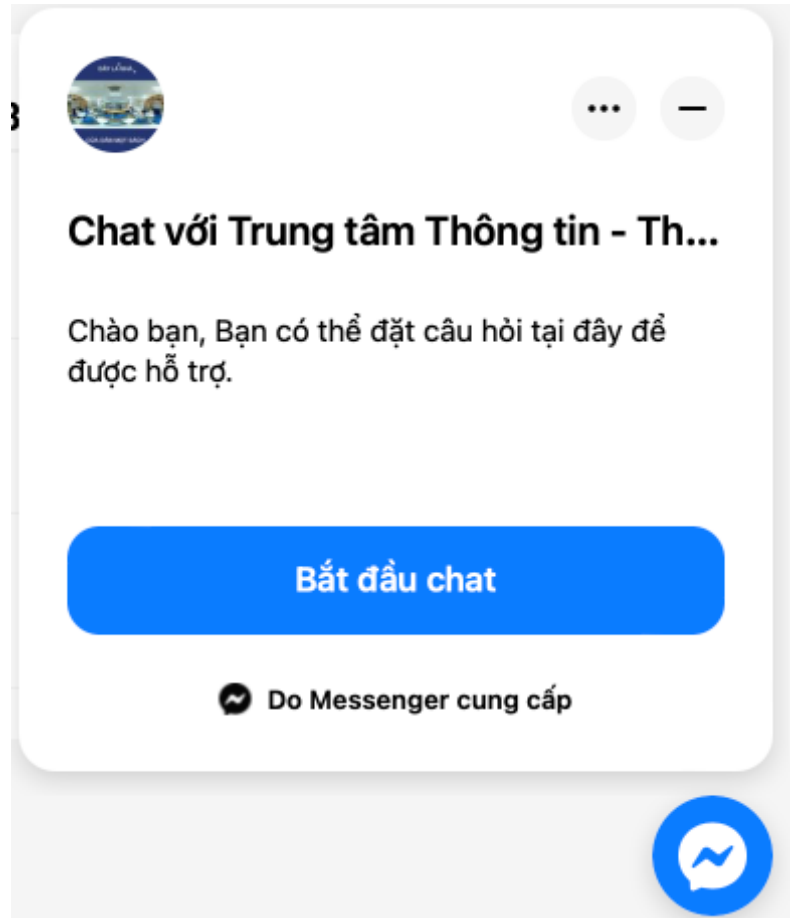 Chat với Trung tâm Thông tin - Th...
Chào bạn, Bạn có thể đặt câu hỏi tại đây để
được hỗ trợ.
Bắt đầu chat
Do Messenger cung cấp